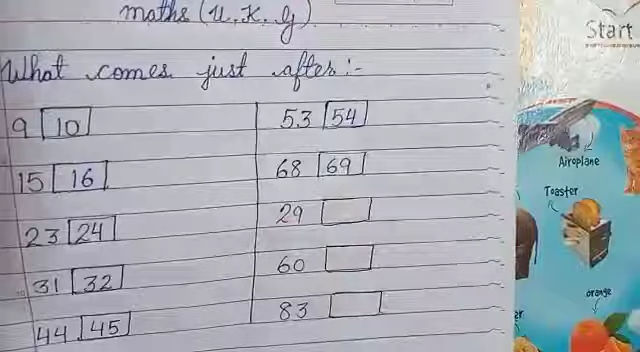 maths (U.K.G)
What comes just after:-
9 10
15 16
23 24
31 32
44 45
53 54
68 69
29
60
83
Start
Airoplane
Toaster
orange